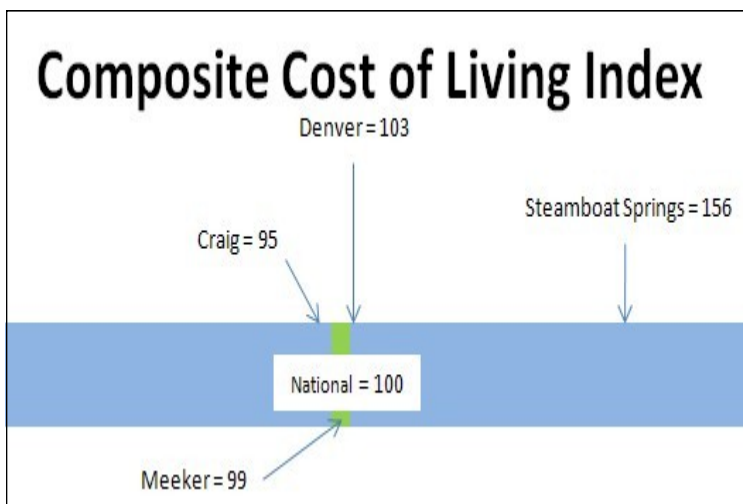 Composite Cost of Living Index
Denver = 103
Steamboat Springs = 156
Craig = 95
National = 100
Meeker = 99